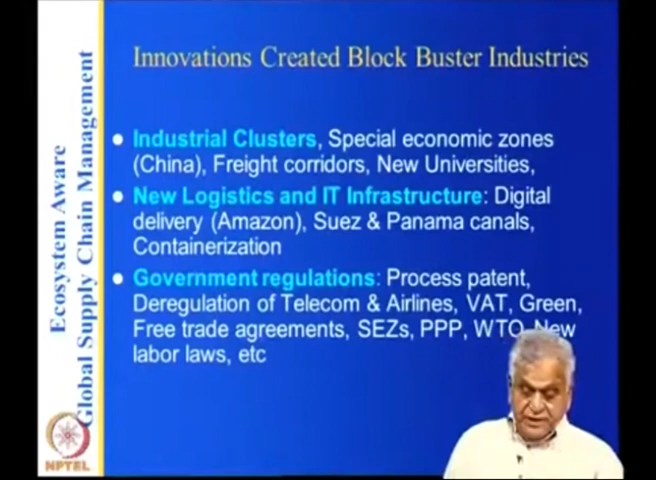 Innovations Created Block Buster Industries
Ecosystem Aware
Global Supply Chain Management
● Industrial Clusters, Special economic zones
(China), Freight corridors, New Universities,
● New Logistics and IT Infrastructure: Digital
delivery (Amazon), Suez & Panama canals,
Containerization
● Government regulations: Process patent,
Deregulation of Telecom & Airlines, VAT, Green,
Free trade agreements, SEZs, PPP, WTO, New
labor laws, etc
NPTEL